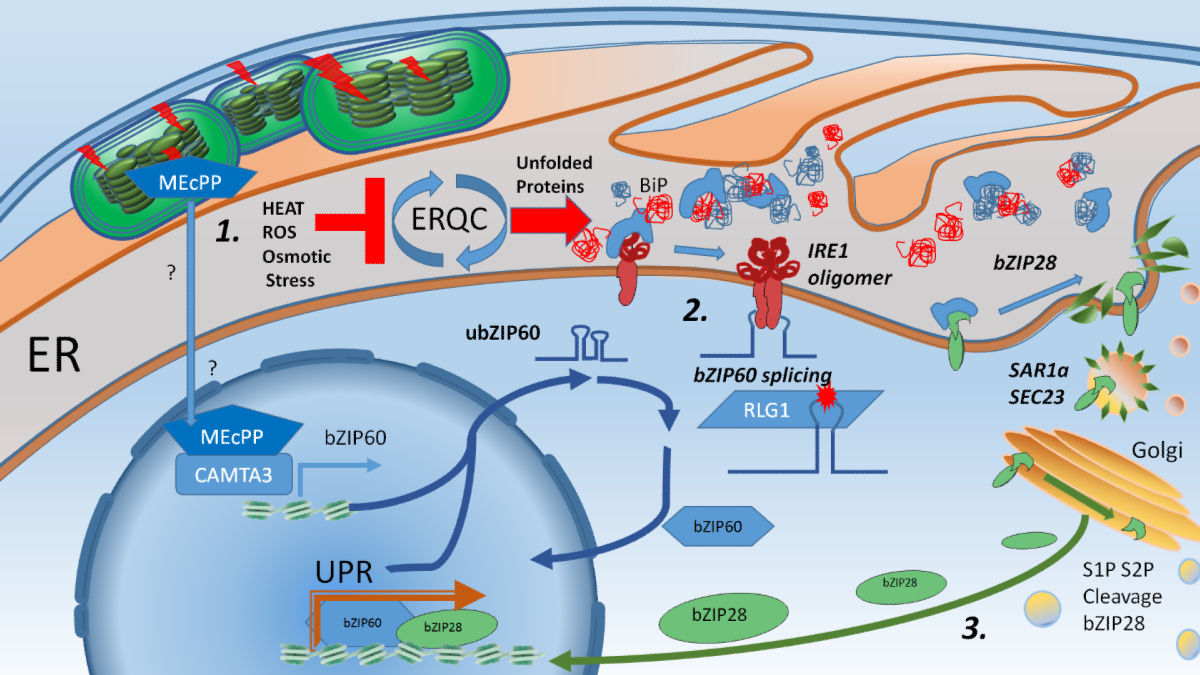 MEcPP
1.
HEAT
ROS
Osmotic
Stress
ERQC
Unfolded
Proteins
BiP
IRE1
oligomer
bZIP28
?
ER
?
2.
ubZIP60
bZIP60 splicing
RLG1
SAR1a
SEC23
Golgi
MEcPP
CAMTA3
bZIP60
bZIP60
UPR
bZIP60
bZIP28
bZIP28
bZIP28
3.
S1P S2P
Cleavage
bZIP28